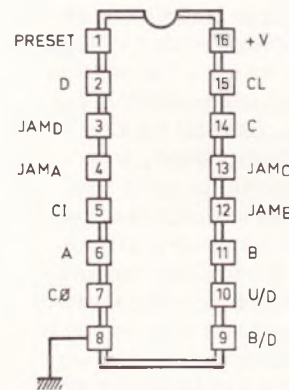 PRESET 1 16 +V
D 2 15 CL
JAMD 3 14 C
JAMA 4 13 JAMC
CI 5 12
A 6 11 B
CØ 7 10 U/D
8 9 B/D